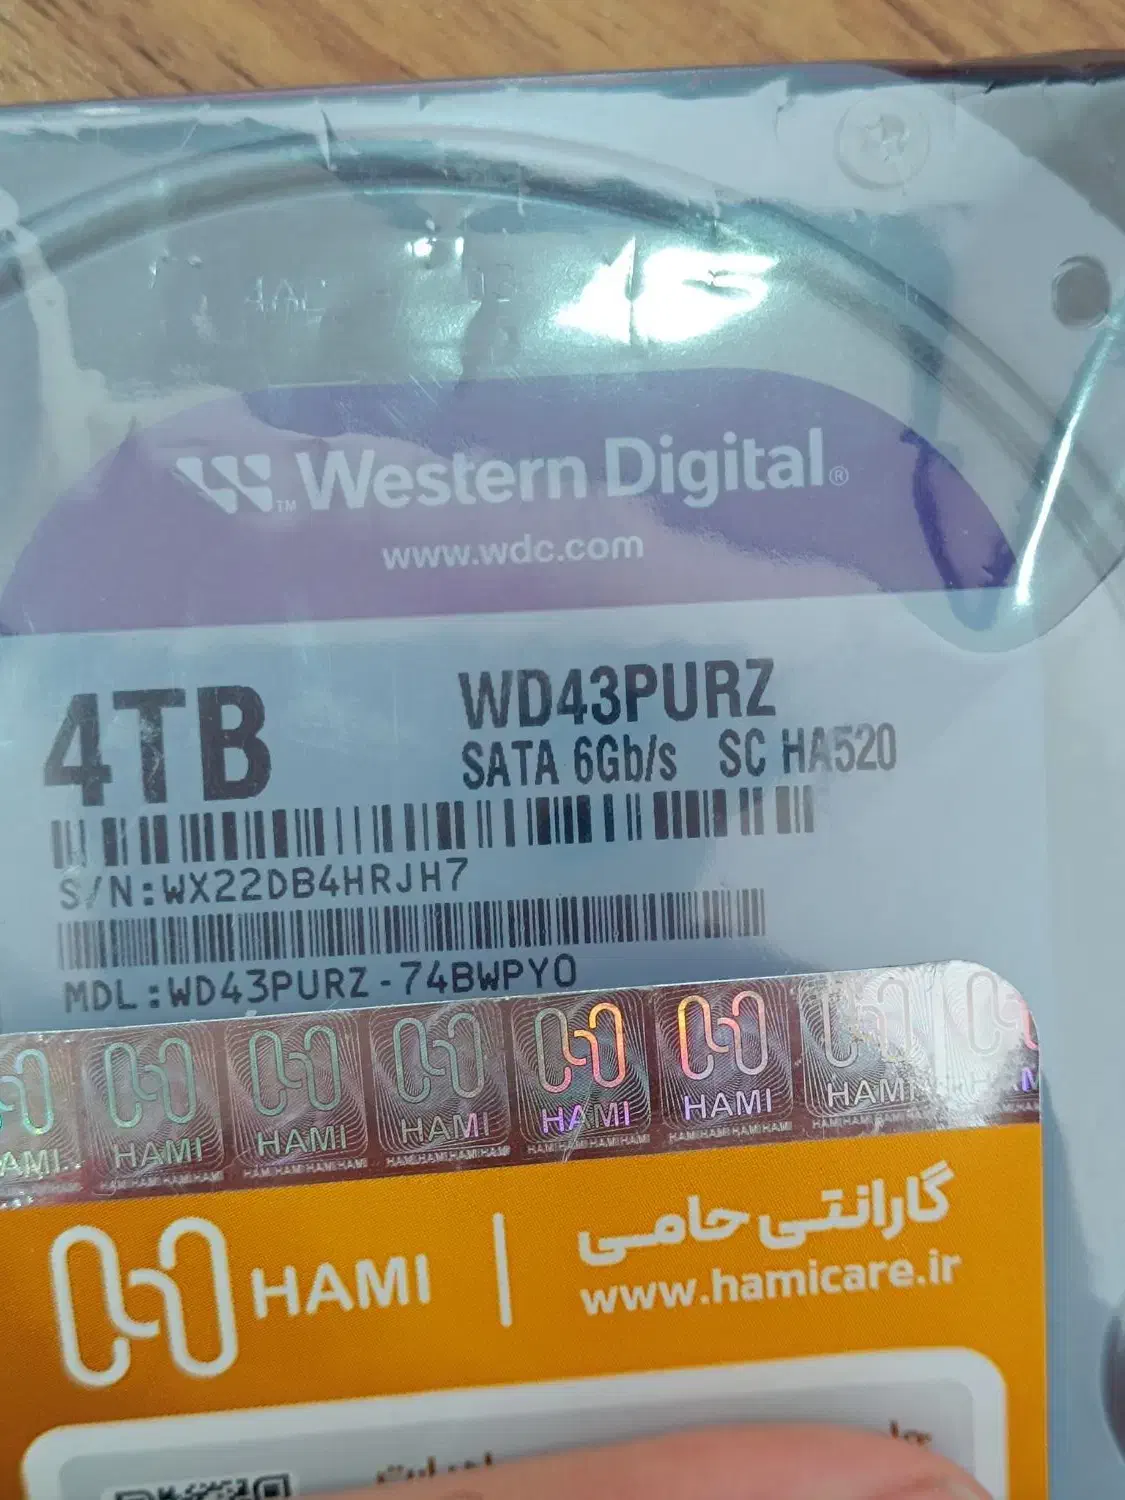 Western Digital®
www.wdc.com
4TB
WD43PURZ
SATA 6Gb/s SC HA520
S/N:WX22DB4HRJH7
MDL:WD43PURZ-74BWPY0
HAMI HAMI HAMI HAMI HAMI HAMI
HAMI
گارانتی حامی
www.hamicare.ir